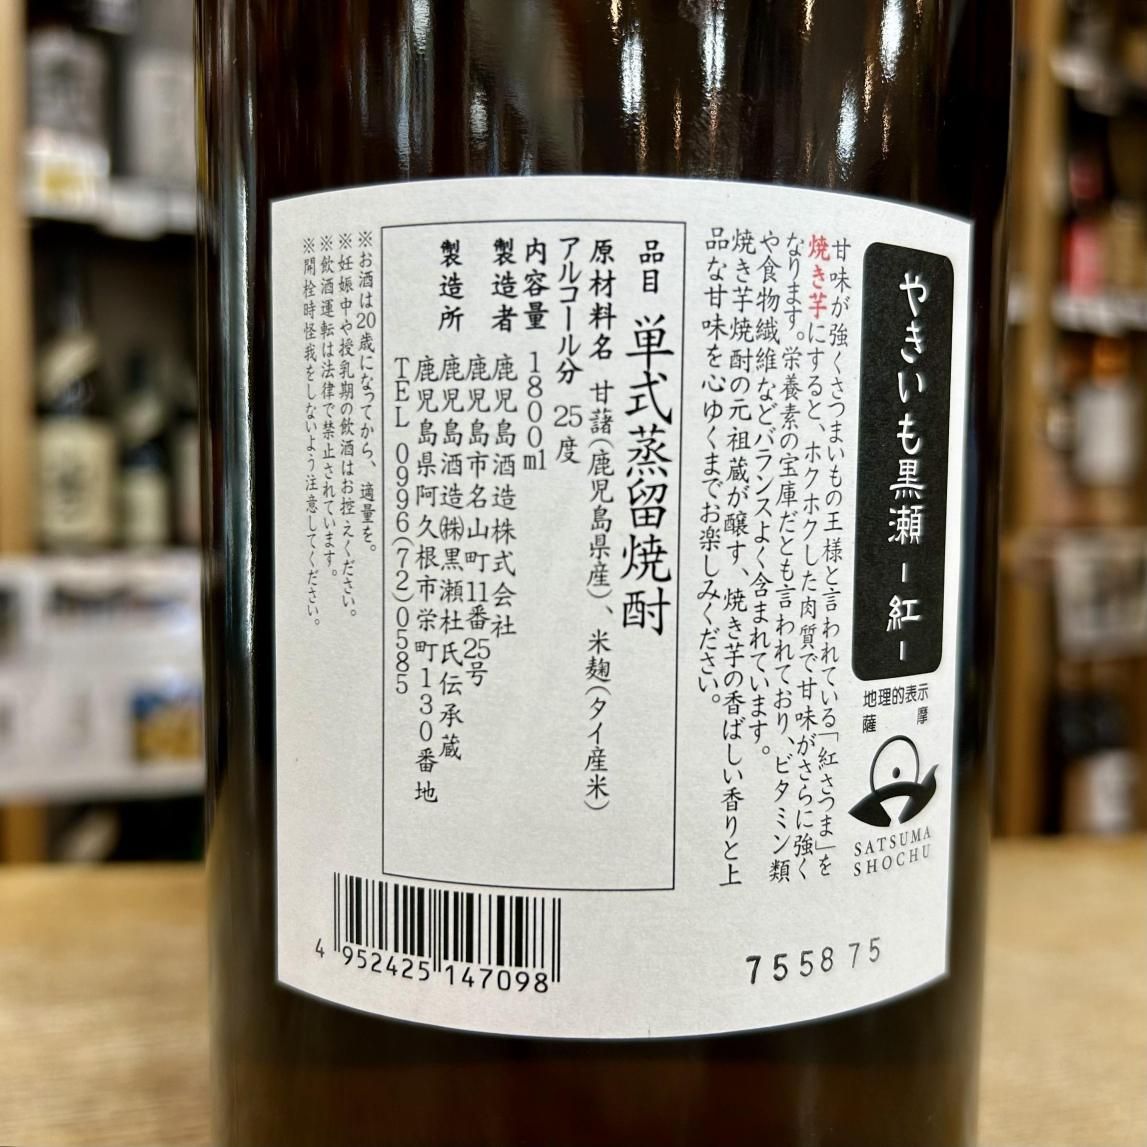 やきいも黒瀬 ー紅ー
地理的表示
薩摩
SATSUMA
SHOCHU
甘味が強くさつまいもの王様と言われている「紅さつま」を
焼き芋にすると、ホクホクした肉質で甘味がさらに強く
なります。栄養素の宝庫だとも言われており、ビタミン類
や食物繊維などバランスよく含まれています。
焼き芋焼酎の元祖蔵が醸す、焼き芋の香ばしい香りと上
品な甘味を心ゆくまでお楽しみください。
品目 単式蒸留焼酎
原材料名 甘藷(鹿児島県産)、米麹(タイ産米)
アルコール分 25度
内容量 1800ml
製造者 鹿児島酒造株式会社
鹿児島市名山町11番25号
製造所 鹿児島酒造㈱黒瀬杜氏伝承蔵
鹿児島県阿久根市栄町130番地
TEL 0996(72)0585
※お酒は20歳になってから、適量を。
※妊娠中や授乳期の飲酒はお控えください。
※飲酒運転は法律で禁止されています。
※開栓時怪我をしないよう注意してください。
4 952425 147098
755875